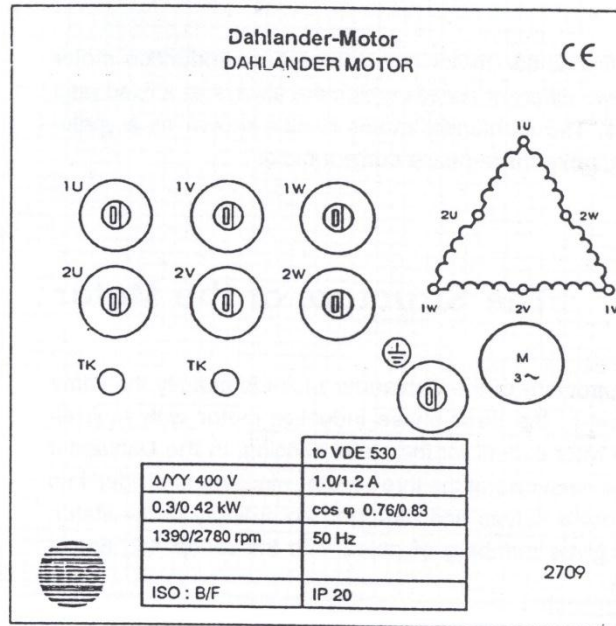 Dahlander-Motor
DAHLANDER MOTOR
CE
1U
1U 1V 1W
2U 2W
2U 2V 2W
1W 2V 1V
TK TK
M
3~
to VDE 530
Δ/YY 400 V 1.0/1.2 A
0.3/0.42 kW cos φ 0.76/0.83
1390/2780 rpm 50 Hz
2709
ISO : B/F IP 20